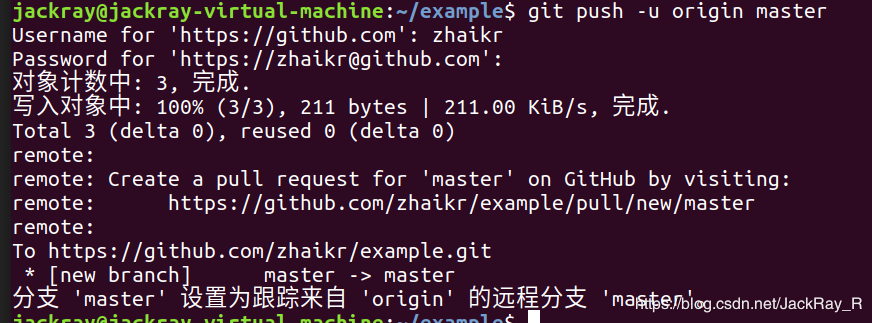 jackray@jackray-virtual-machine:~/example$ git push -u origin master
Username for 'https://github.com': zhaikr
Password for 'https://zhaikr@github.com':
对象计数中: 3, 完成.
写入对象中: 100% (3/3), 211 bytes | 211.00 KiB/s, 完成.
Total 3 (delta 0), reused 0 (delta 0)
remote:
remote: Create a pull request for 'master' on GitHub by visiting:
remote:      https://github.com/zhaikr/example/pull/new/master
remote:
To https://github.com/zhaikr/example.git
 * [new branch]      master -> master
分支 'master' 设置为跟踪来自 'origin' 的远程分支 'master'。
https://blog.csdn.net/JackRay_R
jackray@jackray-virtual-machine:~/example$